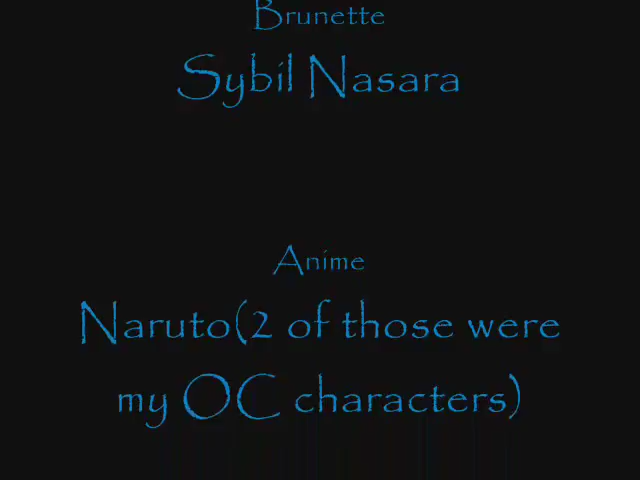 Brunette
Sybil Nasara
Anime
Naruto(2 of those were
my OC characters)